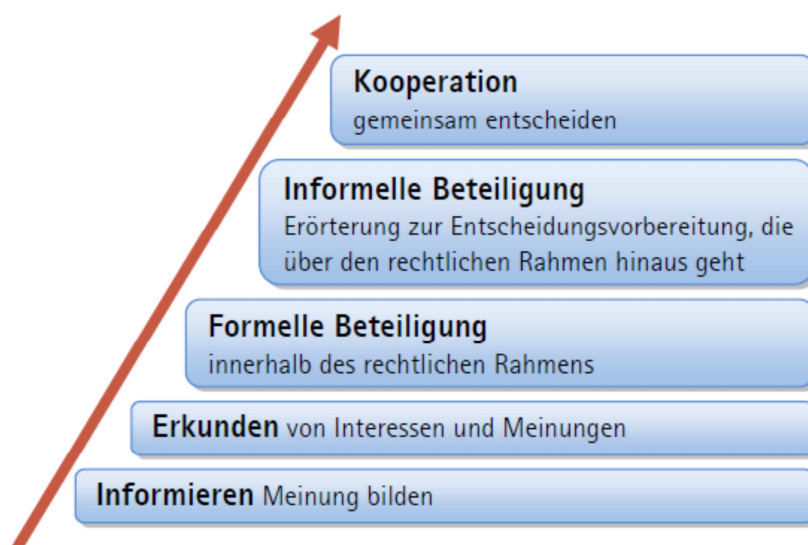 Kooperation
gemeinsam entscheiden
Informelle Beteiligung
Erörterung zur Entscheidungsvorbereitung, die
über den rechtlichen Rahmen hinaus geht
Formelle Beteiligung
innerhalb des rechtlichen Rahmens
Erkunden von Interessen und Meinungen
Informieren Meinung bilden